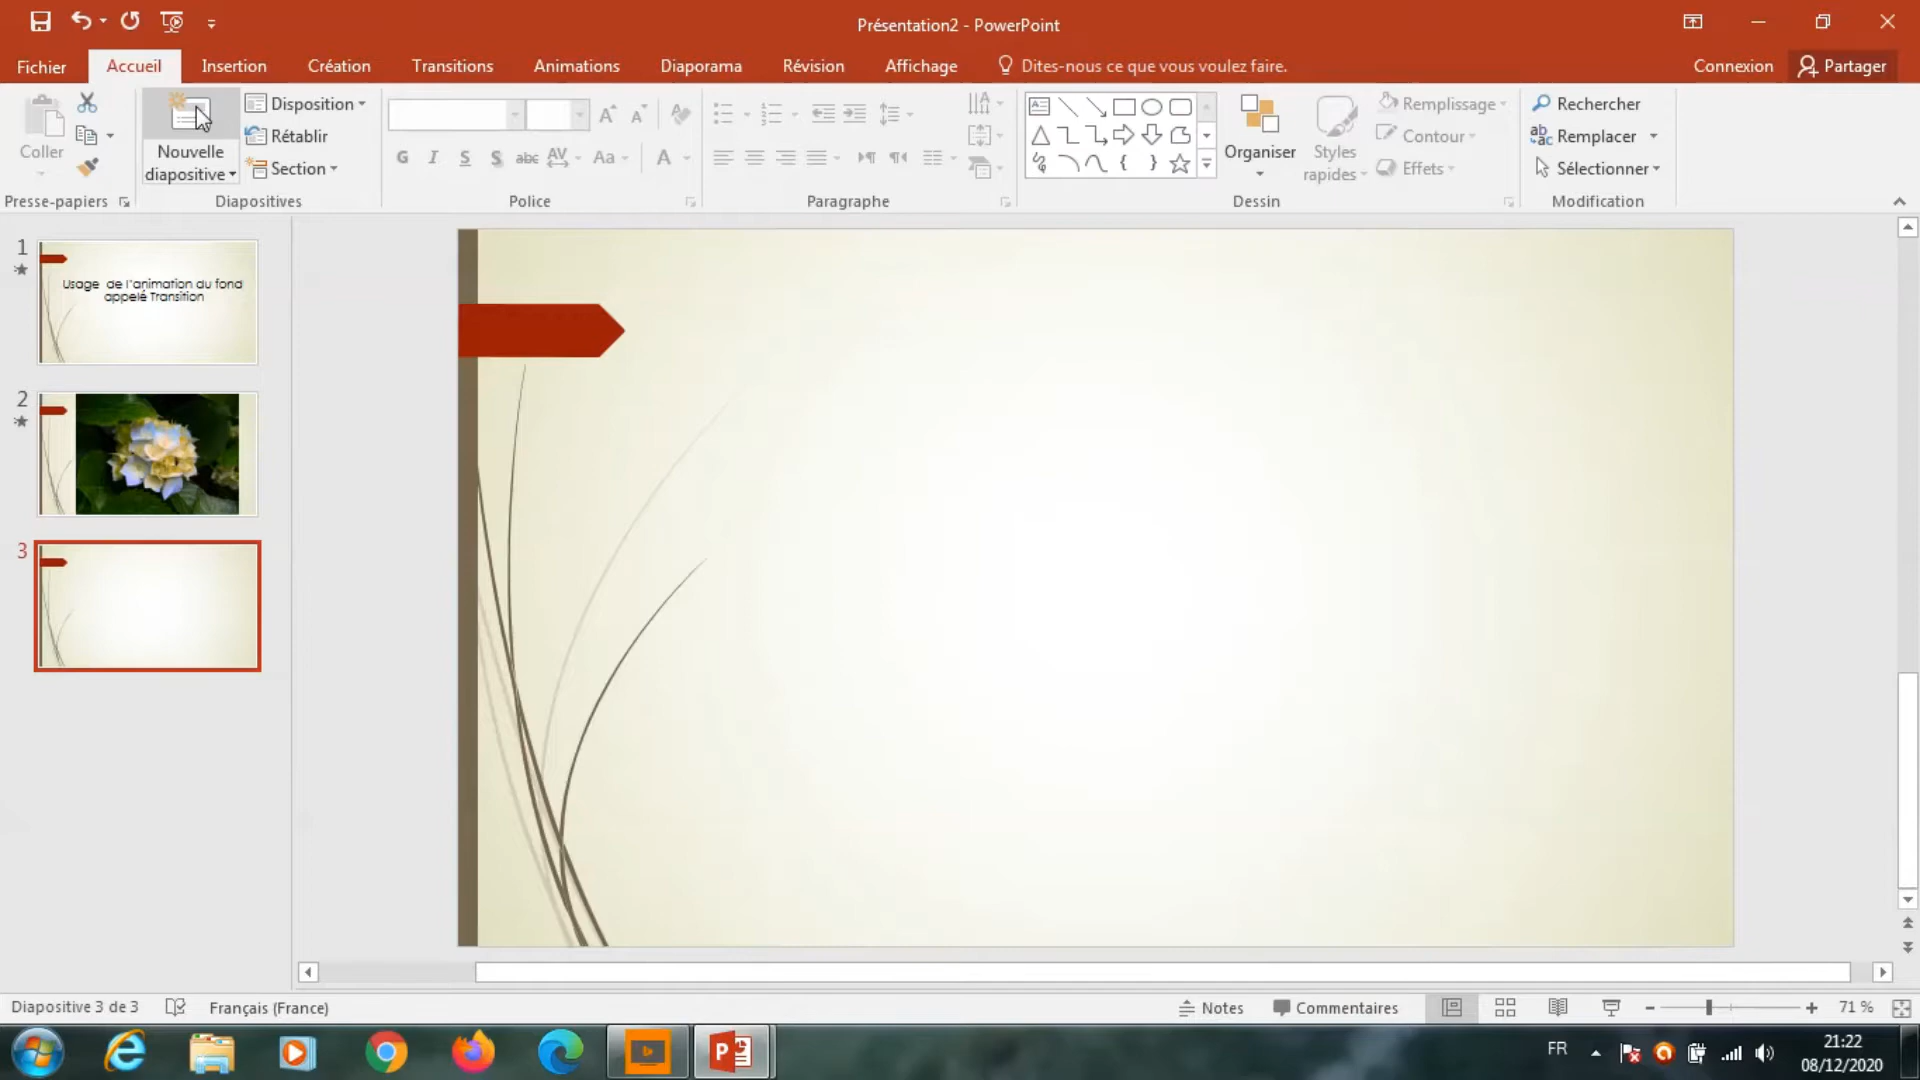 Présentation2 - PowerPoint
Fichier
Accueil
Insertion
Création
Transitions
Animations
Diaporama
Révision
Affichage
Dites-nous ce que vous voulez faire.
Connexion
Partager
Coller
Presse-papiers
Nouvelle
diapositive
Disposition
Rétablir
Section
Diapositives
G
I
S
S
abc
AV
Aa
A
Police
Paragraphe
Organiser
Styles
rapides
Remplissage
Contour
Effets
Dessin
Rechercher
Remplacer
Sélectionner
Modification
1
Usage de l'animation du fond
appelé Transition
2
3
Diapositive 3 de 3
Français (France)
Notes
Commentaires
71 %
FR
21:22
08/12/2020